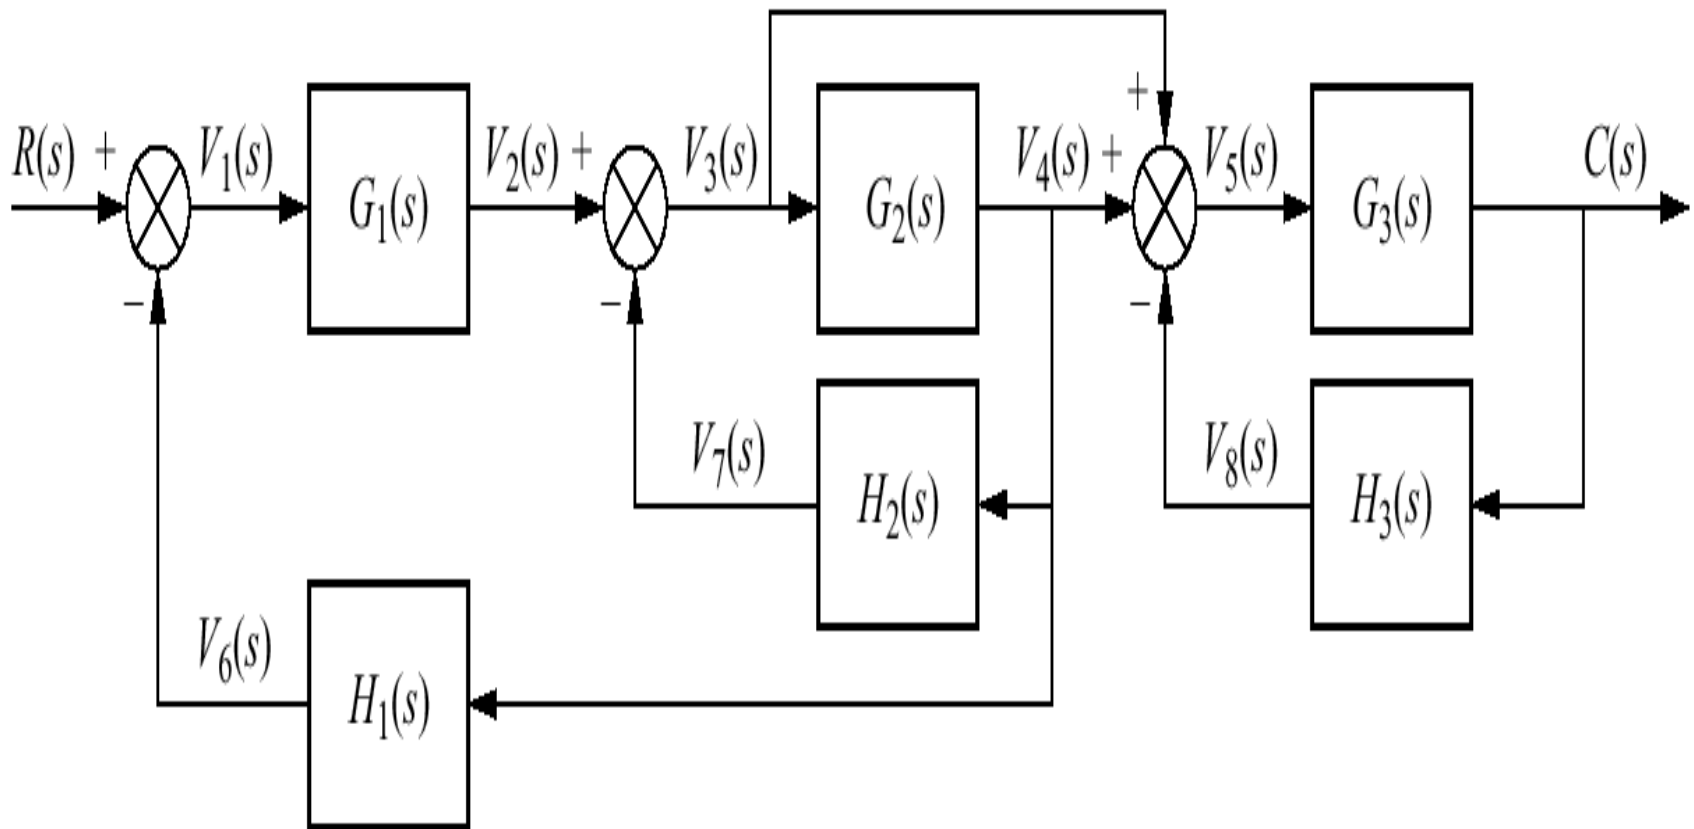 +
R(s) + V₁(s) G₁(s) V₂(s) + V₃(s) G₂(s) V₄(s) + V₅(s) G₃(s) C(s)
− − −
V₇(s) H₂(s) V₈(s) H₃(s)
V₆(s) H₁(s)